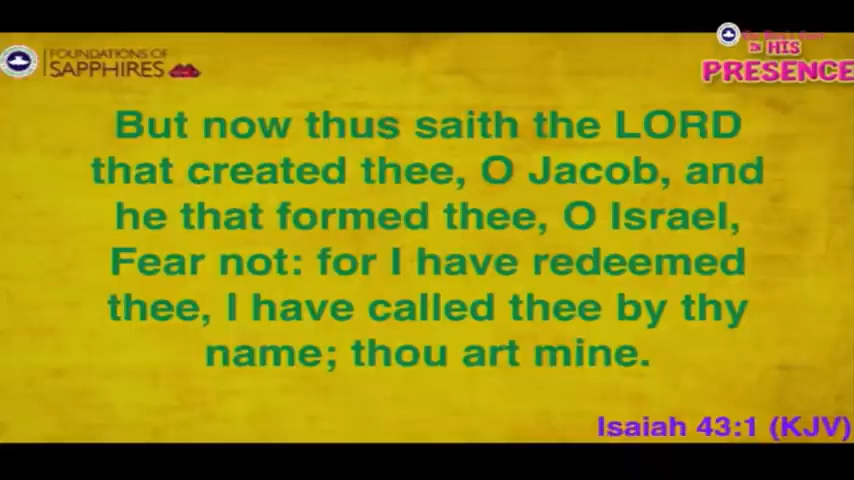 FOUNDATIONS OF
SAPPHIRES
IN HIS
PRESENCE
But now thus saith the LORD
that created thee, O Jacob, and
he that formed thee, O Israel,
Fear not: for I have redeemed
thee, I have called thee by thy
name; thou art mine.
Isaiah 43:1 (KJV)